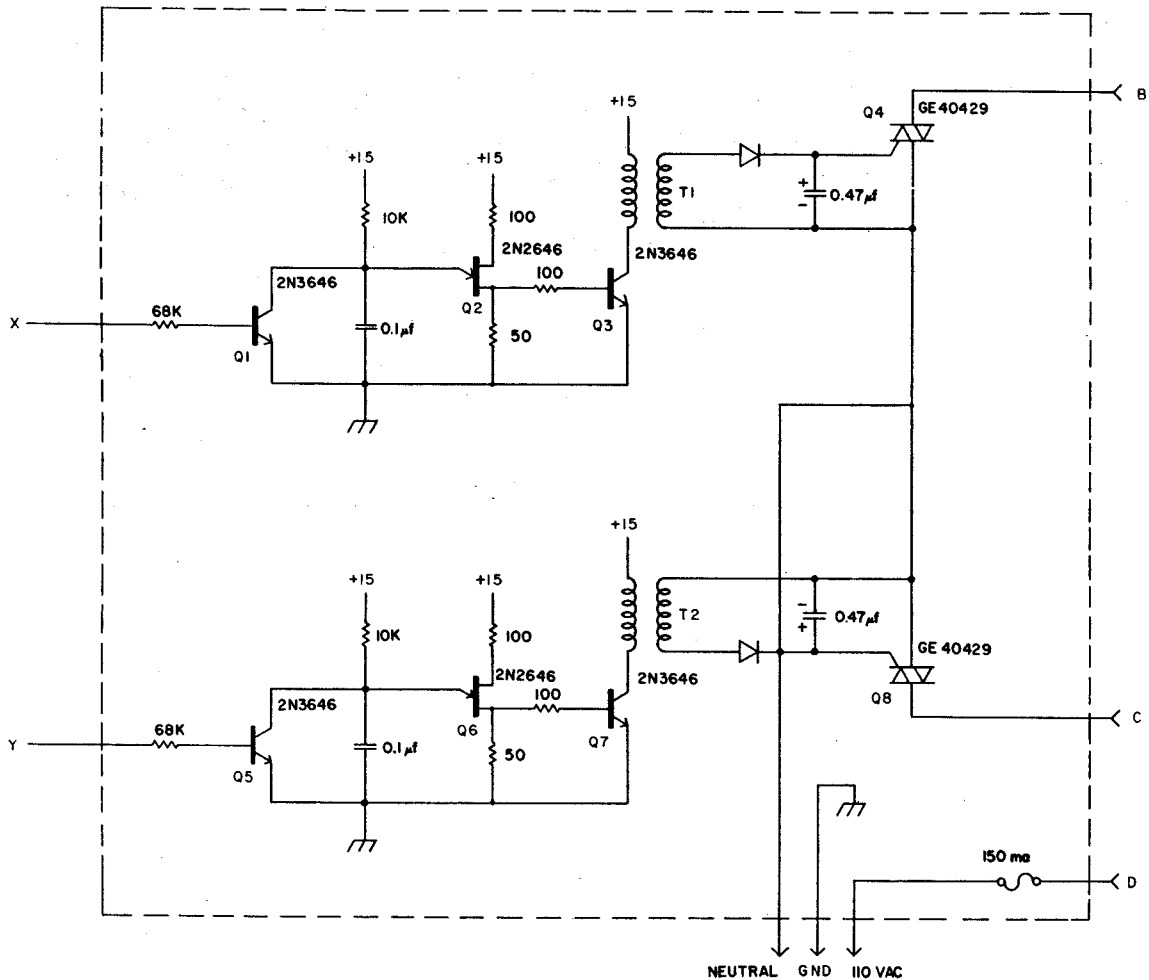 B
Q4
GE 40429
+15
+15
+15
T1
+
-
0.47µf
10K
100
2N3646
2N2646
2N3646
100
68K
X
Q2
Q3
Q1
0.1µf
50
+15
+15
+15
T2
-
+
0.47µf
10K
100
GE 40429
2N3646
2N2646
2N3646
100
68K
Q8
C
Y
Q6
Q7
Q5
0.1µf
50
150 ma
D
NEUTRAL GND 110 VAC